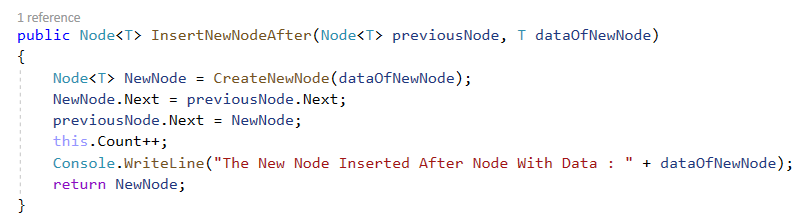 1 reference
public Node<T> InsertNewNodeAfter(Node<T> previousNode, T dataOfNewNode)
{
    Node<T> NewNode = CreateNewNode(dataOfNewNode);
    NewNode.Next = previousNode.Next;
    previousNode.Next = NewNode;
    this.Count++;
    Console.WriteLine("The New Node Inserted After Node With Data : " + dataOfNewNode);
    return NewNode;
}